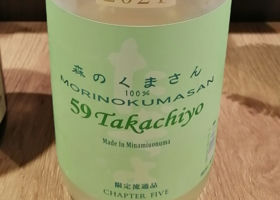 2021
森のくまさん
100%
MORINOKUMASAN
59 Takachiyo
Made In Minamiuonuma
限定流通品
CHAPTER FIVE